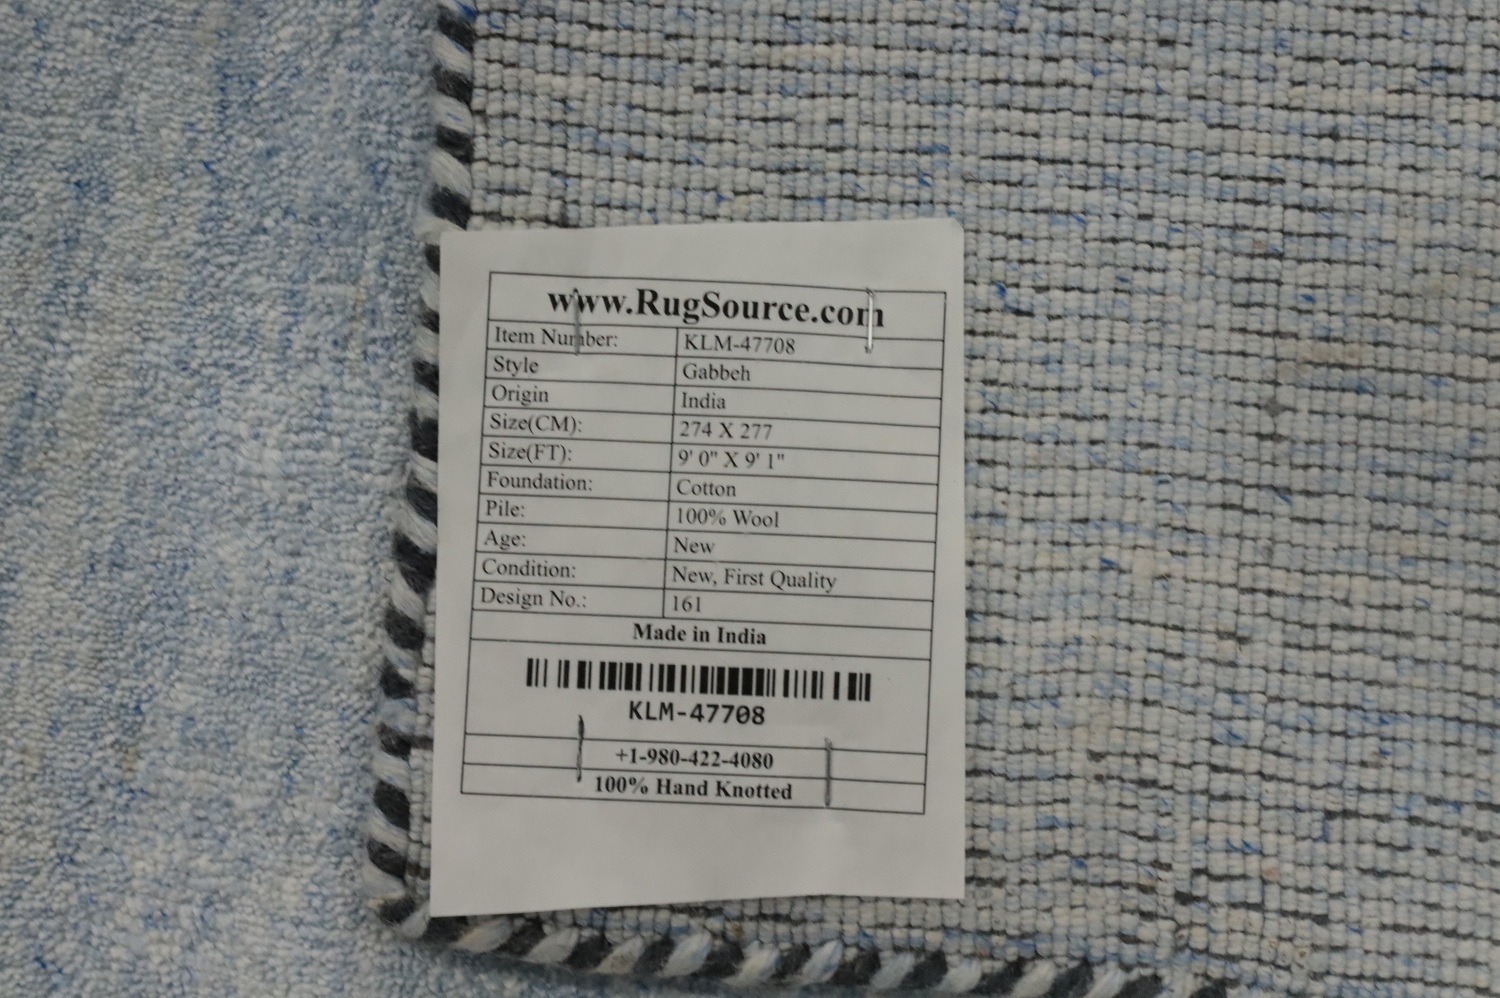 www.RugSource.com
Item Number: KLM-47708
Style Gabbeh
Origin India
Size(CM): 274 X 277
Size(FT): 9' 0" X 9' 1"
Foundation: Cotton
Pile: 100% Wool
Age: New
Condition: New, First Quality
Design No.: 161
Made in India
KLM-47708
+1-980-422-4080
100% Hand Knotted